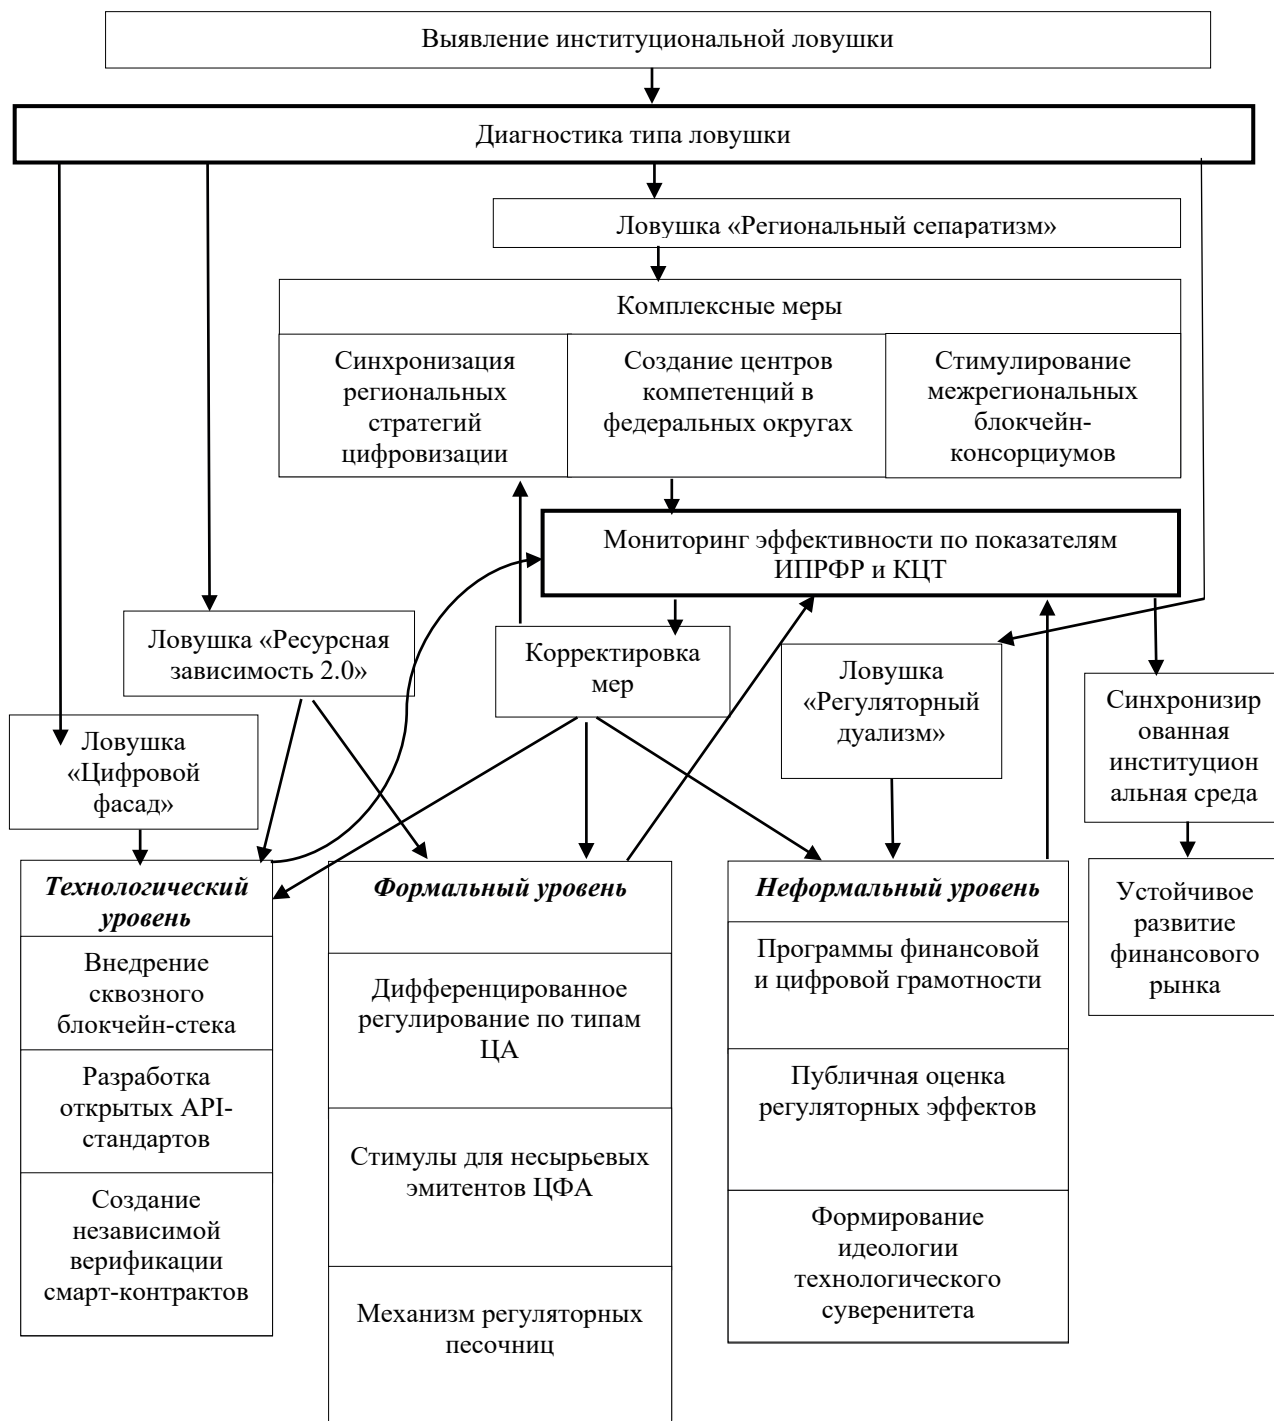 Выявление институциональной ловушки
Диагностика типа ловушки
Ловушка «Региональный сепаратизм»
Комплексные меры
Синхронизация
региональных
стратегий
цифровизации
Создание центров
компетенций в
федеральных округах
Стимулирование
межрегиональных
блокчейн-
консорциумов
Мониторинг эффективности по показателям
ИПРФР и КЦТ
Ловушка «Ресурсная
зависимость 2.0»
Корректировка
мер
Ловушка
«Регуляторный
дуализм»
Синхронизир
ованная
институцион
альная среда
Ловушка
«Цифровой
фасад»
Технологический
уровень
Внедрение
сквозного
блокчейн-стека
Разработка
открытых API-
стандартов
Создание
независимой
верификации
смарт-контрактов
Формальный уровень
Дифференцированное
регулирование по типам
ЦА
Стимулы для несырьевых
эмитентов ЦФА
Механизм регуляторных
песочниц
Неформальный уровень
Программы финансовой
и цифровой грамотности
Публичная оценка
регуляторных эффектов
Формирование
идеологии
технологического
суверенитета
Устойчивое
развитие
финансового
рынка